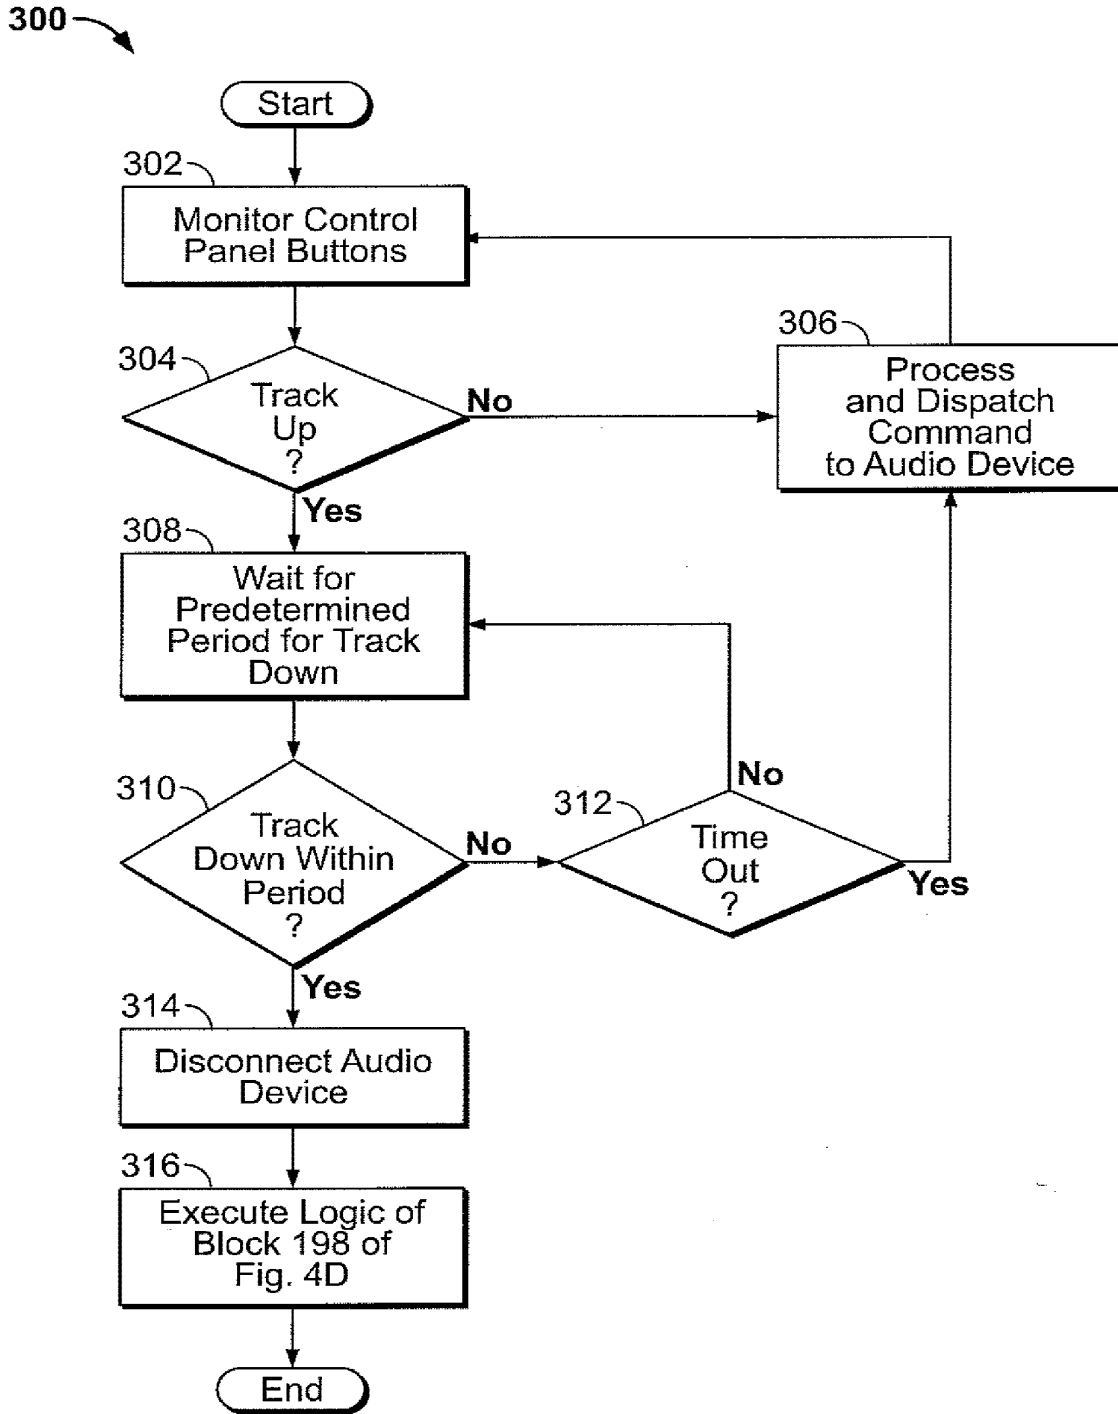 300
Start
302
Monitor Control
Panel Buttons
304
Track
Up
?
No
Yes
306
Process
and Dispatch
Command
to Audio Device
308
Wait for
Predetermined
Period for Track
Down
310
Track
Down Within
Period
?
No
Yes
312
Time
Out
?
No
Yes
314
Disconnect Audio
Device
316
Execute Logic of
Block 198 of
Fig. 4D
End